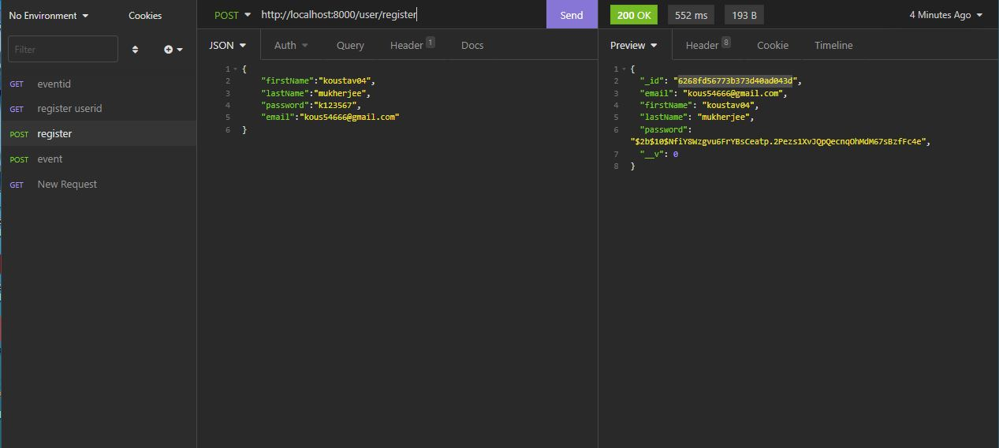 No Environment Cookies
POST http://localhost:8000/user/register Send
200 OK 552 ms 193 B 4 Minutes Ago
Filter
JSON Auth Query Header 1 Docs
Preview Header 8 Cookie Timeline
GET eventid
GET register userid
POST register
POST event
GET New Request
1 {
2 "firstName":"koustav04",
3 "lastName":"mukherjee",
4 "password":"k123567",
5 "email":"kous54666@gmail.com"
6 }
1 {
2 "_id": "6268fd56773b373d40ad043d",
3 "email": "kous54666@gmail.com",
4 "firstName": "koustav04",
5 "lastName": "mukherjee",
6 "password":
"$2b$10$NfiY8Wzgvu6FrYBsCeatp.2Pezs1XvJQpQecnqOhMdM67sBzfFc4e",
7 "__v": 0
8 }